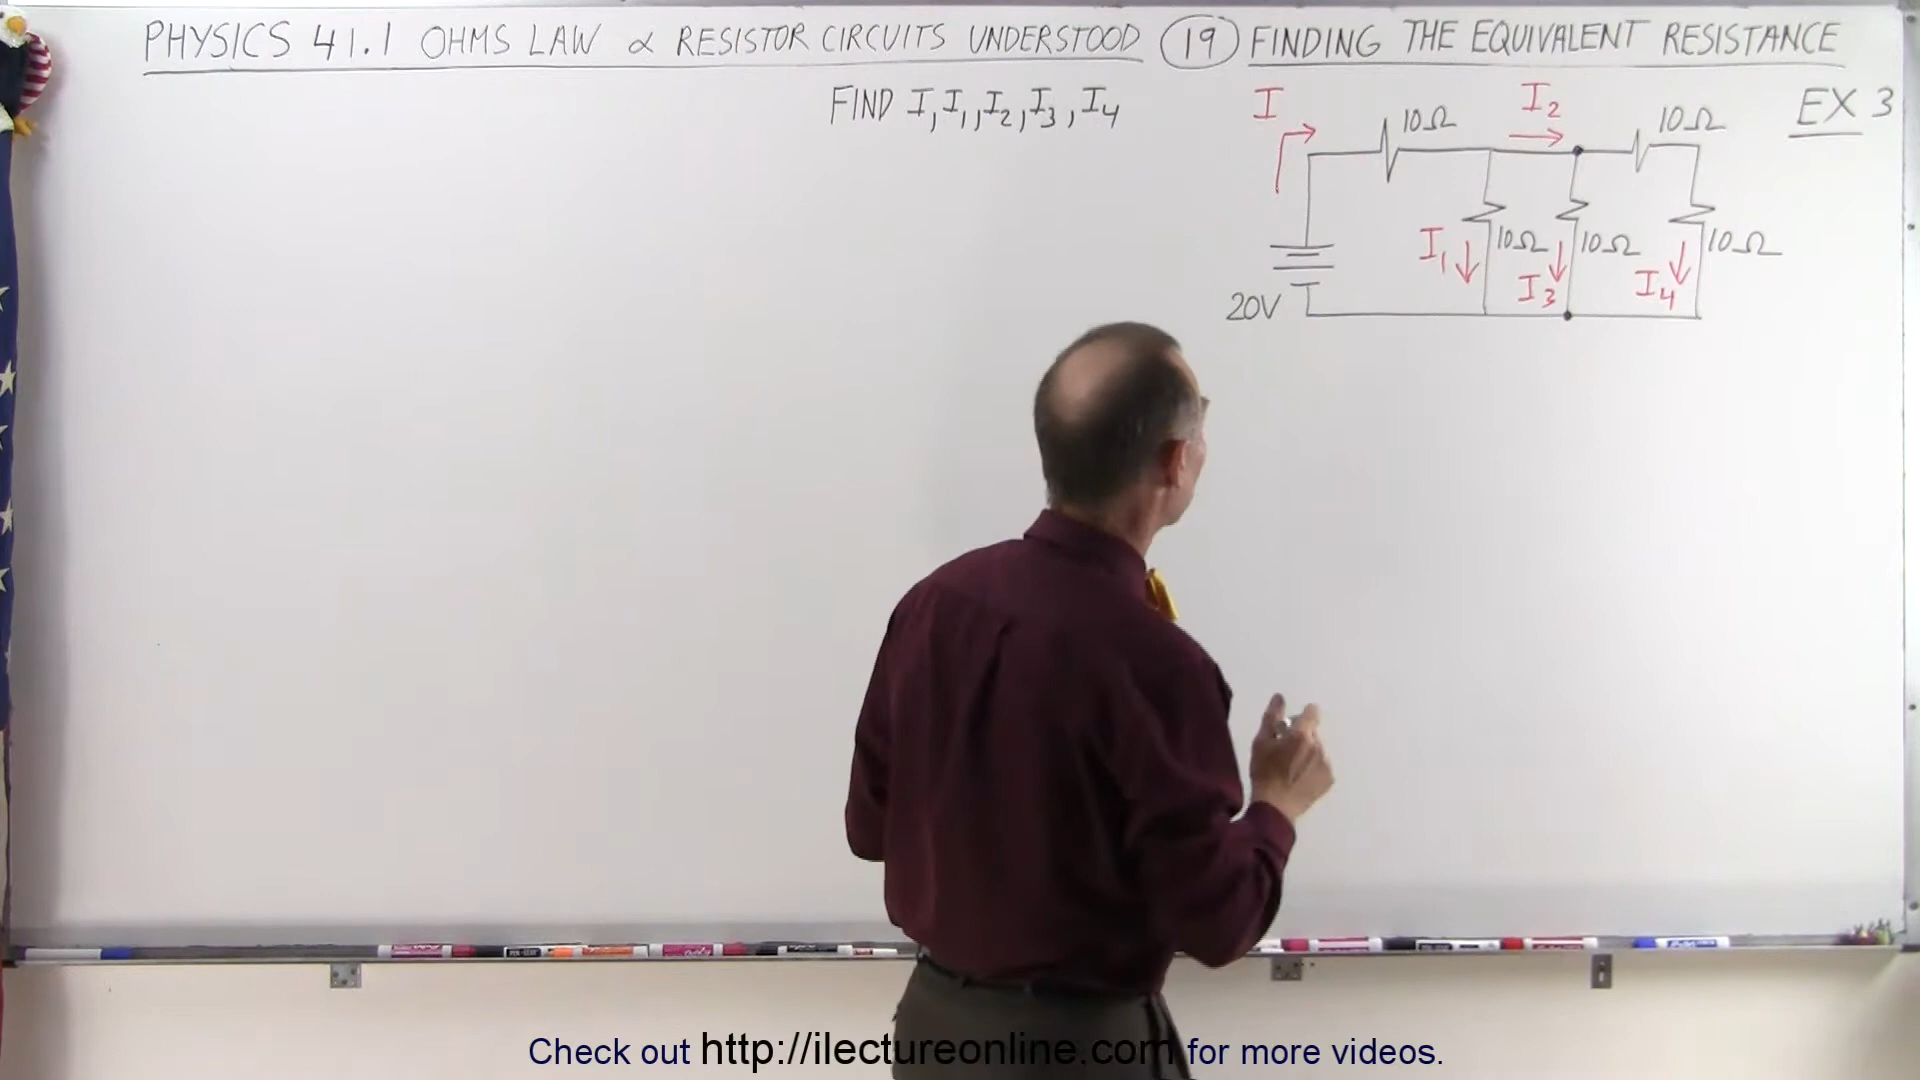 PHYSICS 41.1 OHMS LAW & RESISTOR CIRCUITS UNDERSTOOD 19 FINDING THE EQUIVALENT RESISTANCE
FIND I, I1, I2, I3, I4
I
10Ω
I2
10Ω
EX 3
I1
10Ω
I3
10Ω
I4
10Ω
20V
Check out http://ilectureonline.com for more videos.